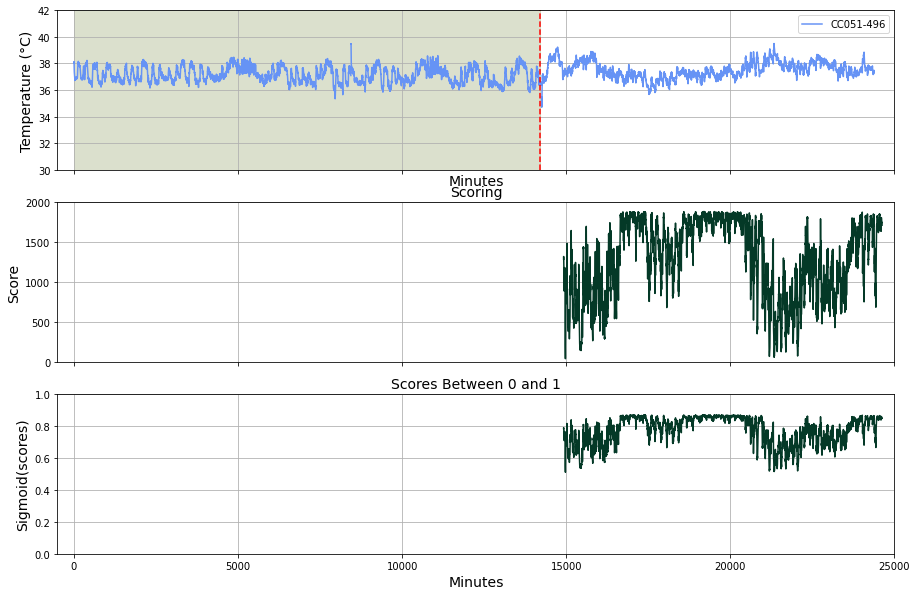 42
40
38
36
34
32
30
Temperature (°C)
CC051-496
Minutes
Scoring
2000
1500
1000
500
0
Score
Scores Between 0 and 1
1.0
0.8
0.6
0.4
0.2
0.0
Sigmoid(scores)
0 5000 10000 15000 20000 25000
Minutes